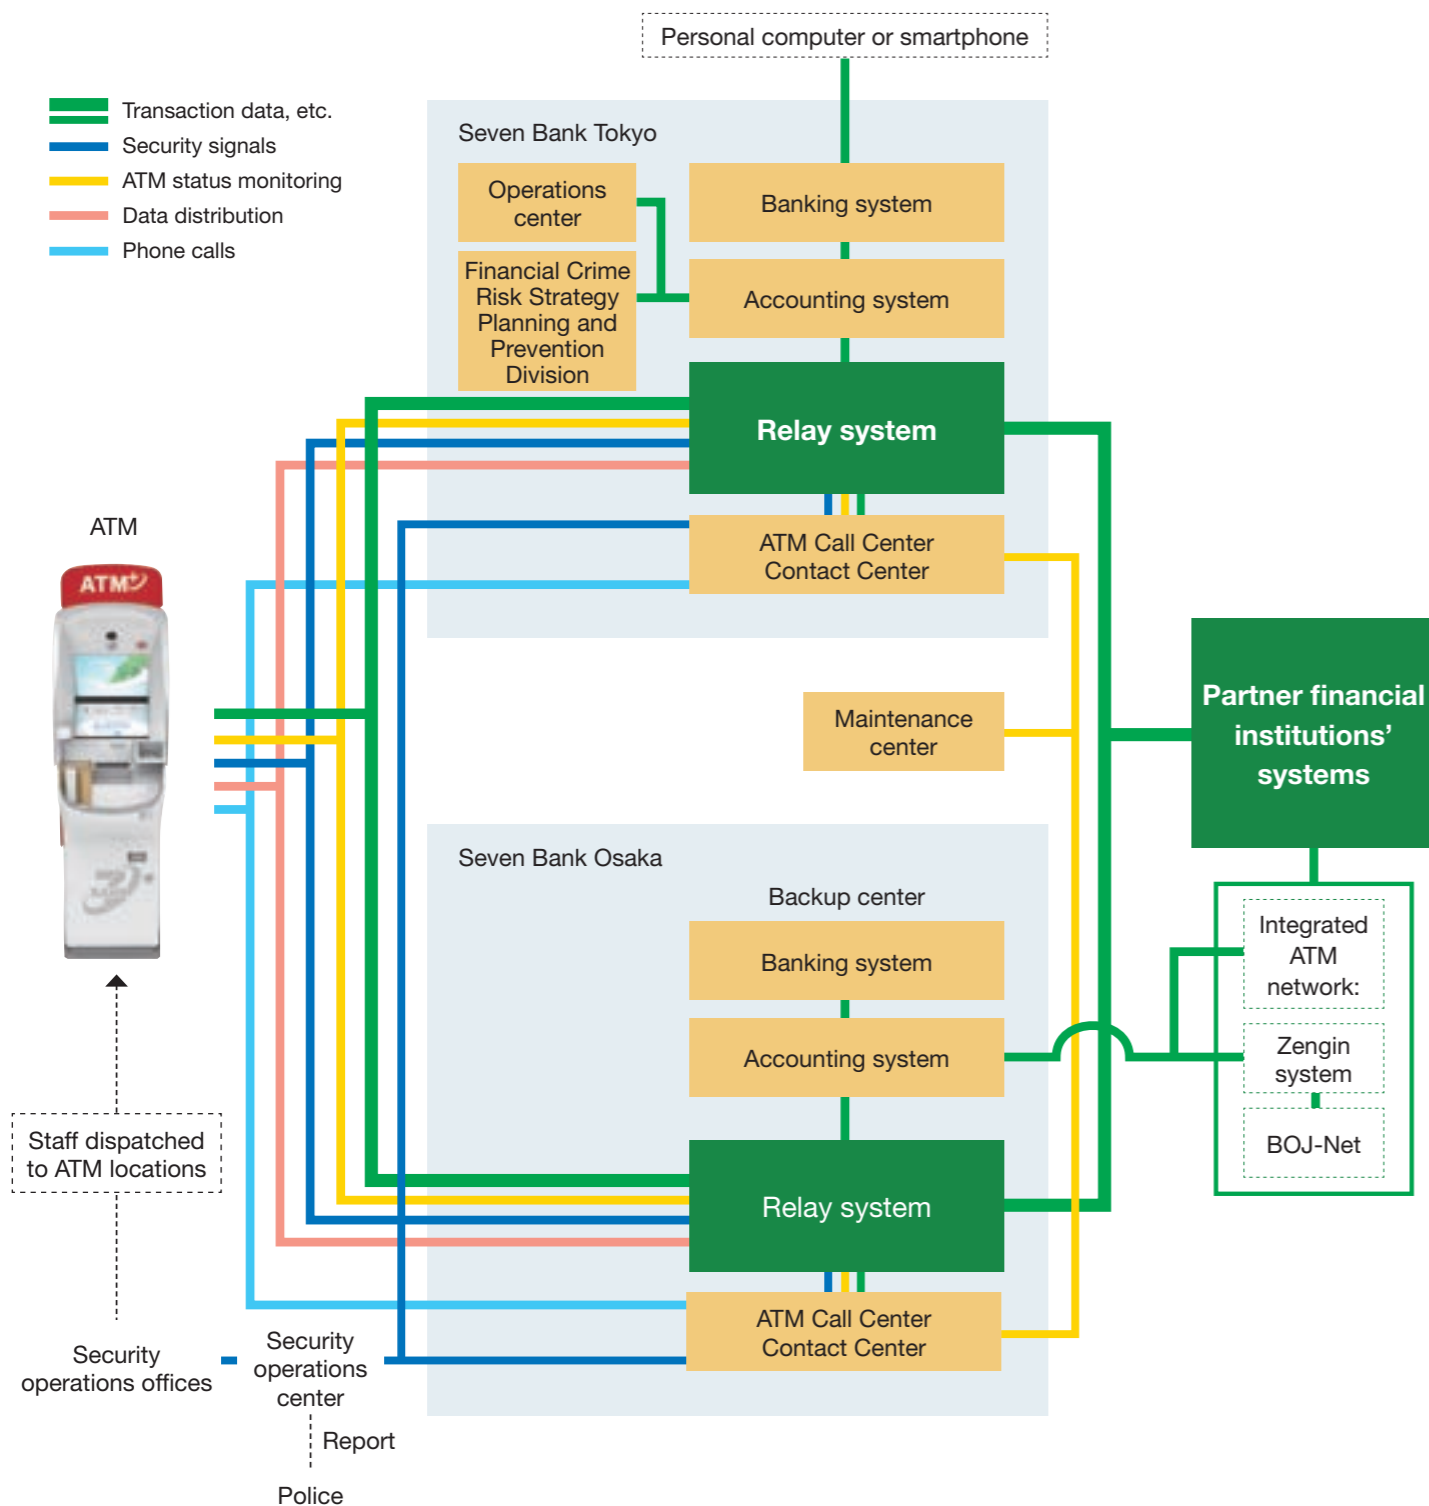 Personal computer or smartphone
Transaction data, etc.
Security signals
ATM status monitoring
Data distribution
Phone calls
Seven Bank Tokyo
Operations
center
Banking system
Financial Crime
Risk Strategy
Planning and
Prevention
Division
Accounting system
Relay system
ATM Call Center
Contact Center
ATM
ATM
Maintenance
center
Partner financial
institutions’
systems
Seven Bank Osaka
Backup center
Banking system
Accounting system
Relay system
ATM Call Center
Contact Center
Integrated
ATM
network:
Zengin
system
BOJ-Net
Staff dispatched
to ATM locations
Security
operations offices
Security
operations
center
Report
Police